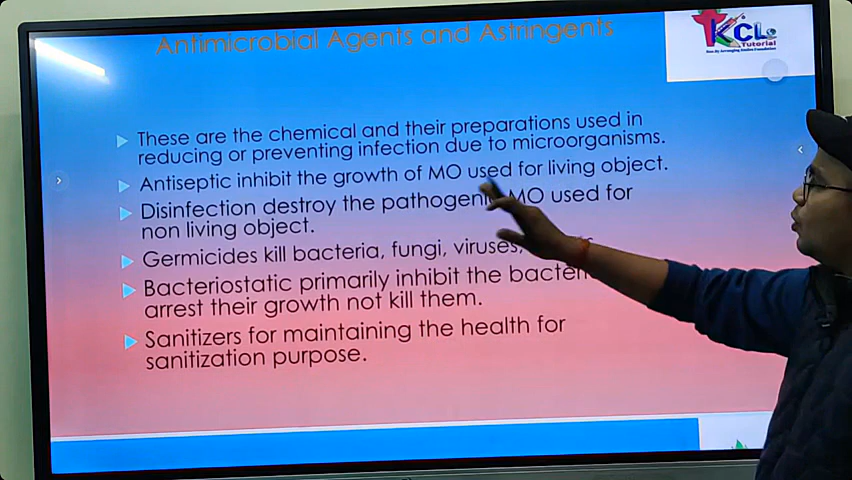 Antimicrobial Agents and Astringents
KCL
Tutorial
These are the chemical and their preparations used in
reducing or preventing infection due to microorganisms.
Antiseptic inhibit the growth of MO used for living object.
Disinfection destroy the pathogenic MO used for
non living object.
Germicides kill bacteria, fungi, viruses,
Bacteriostatic primarily inhibit the
arrest their growth not kill them.
Sanitizers for maintaining the health for
sanitization purpose.